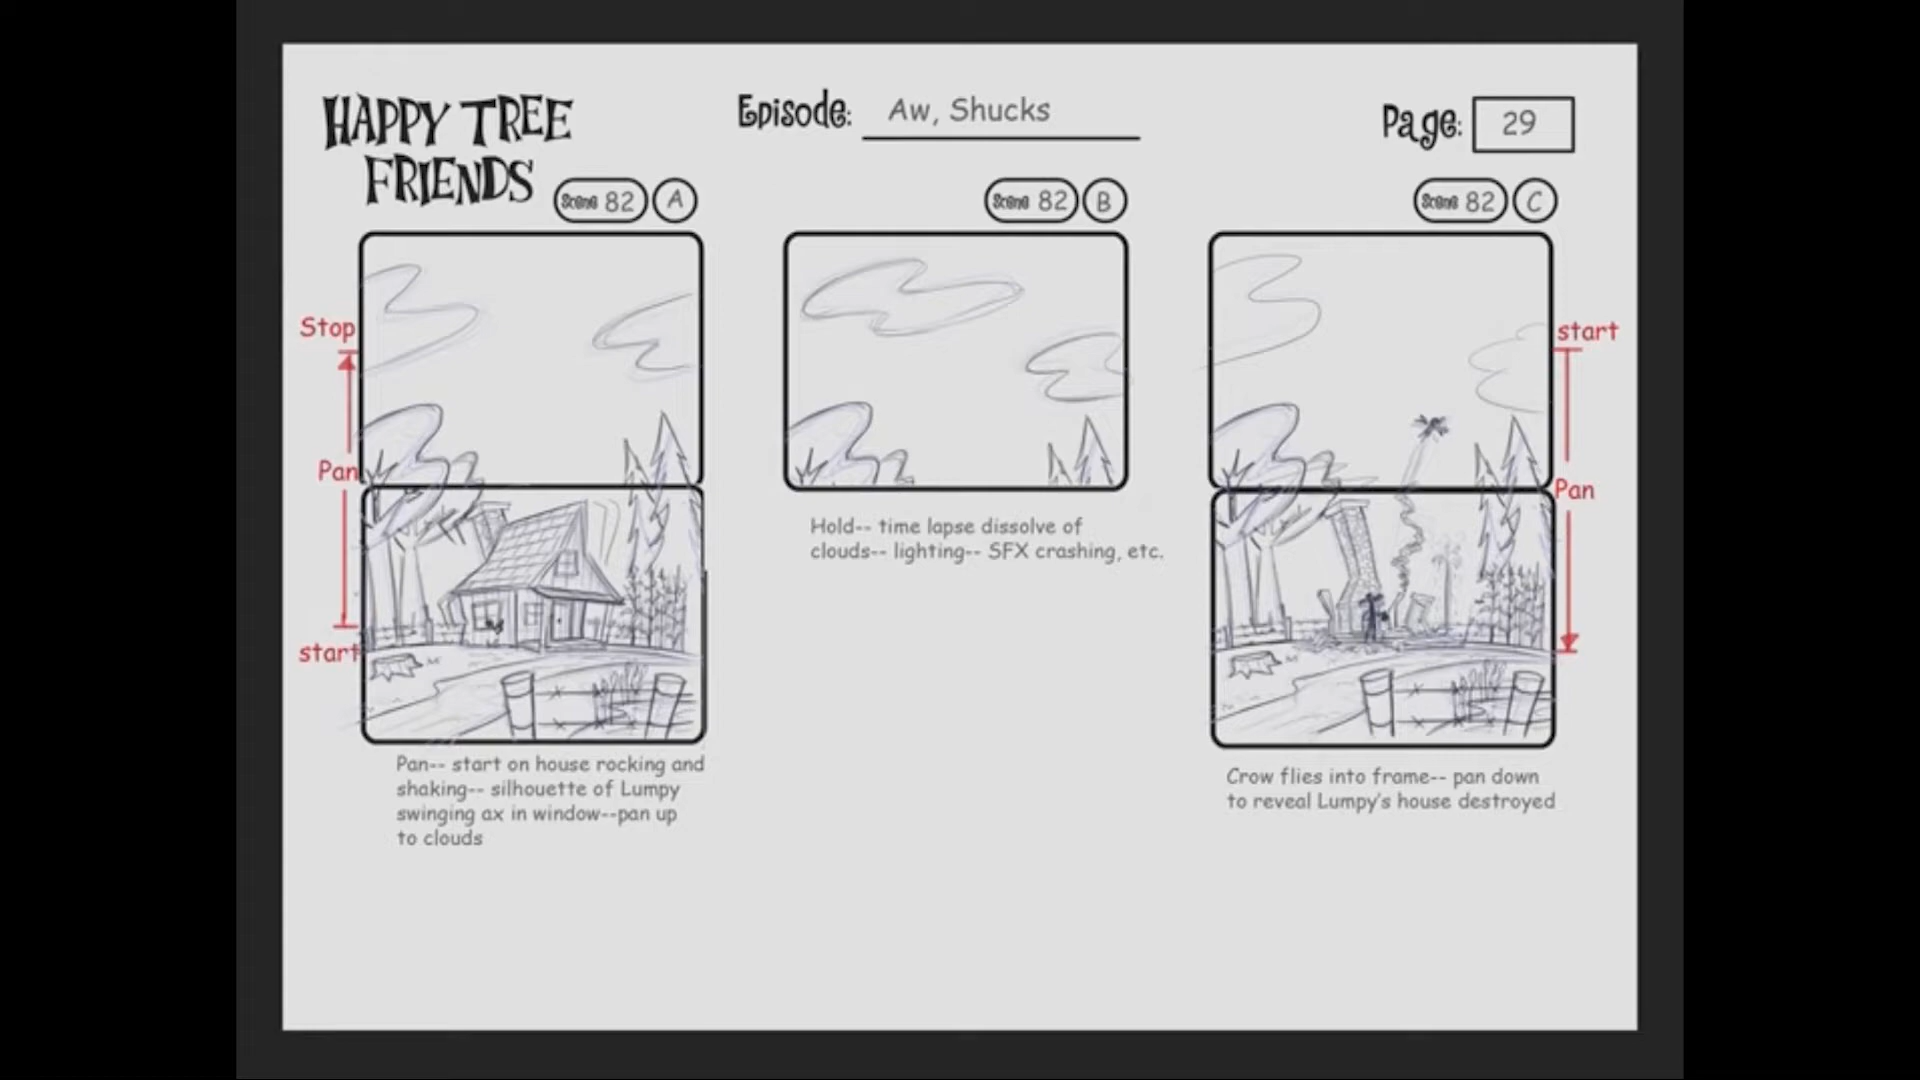 HAPPY TREE
FRIENDS
Episode: Aw, Shucks
Page: 29
Scene 82 A
Scene 82 B
Scene 82 C
Stop
Pan
start
start
Pan
Hold-- time lapse dissolve of
clouds-- lighting-- SFX crashing, etc.
Pan-- start on house rocking and
shaking-- silhouette of Lumpy
swinging ax in window--pan up
to clouds
Crow flies into frame-- pan down
to reveal Lumpy's house destroyed